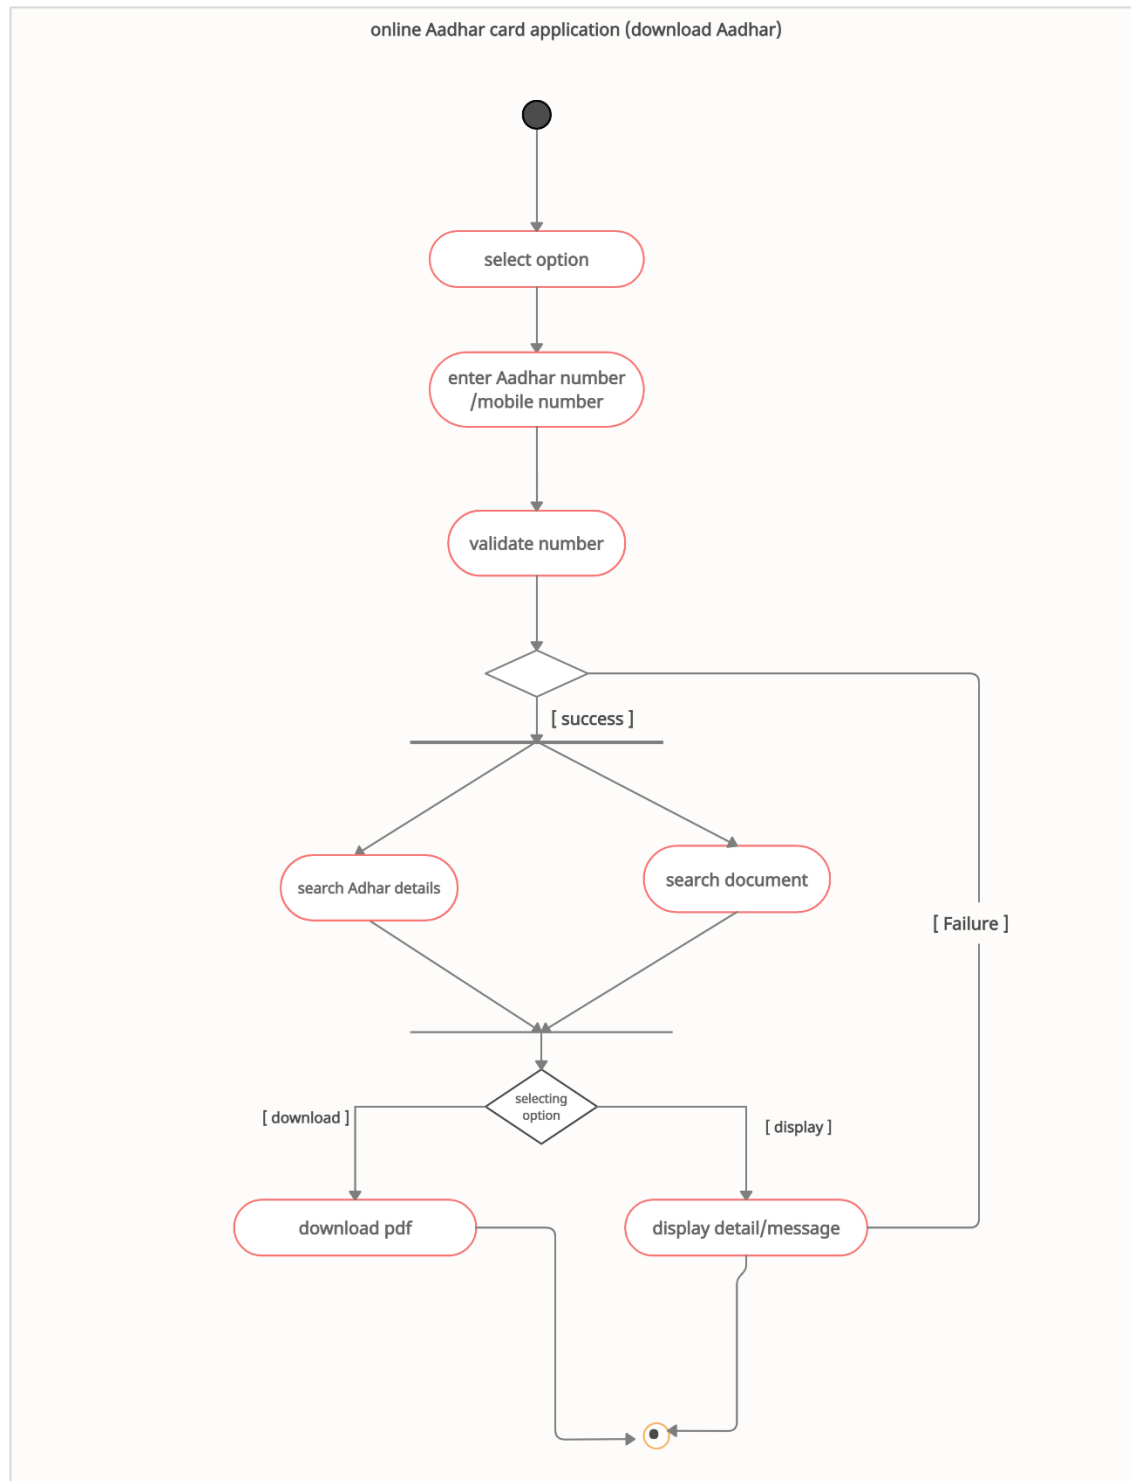 online Aadhar card application (download Aadhar)
select option
enter Aadhar number
/mobile number
validate number
[ success ]
search Adhar details
search document
[ Failure ]
selecting
option
[ download ]
[ display ]
download pdf
display detail/message